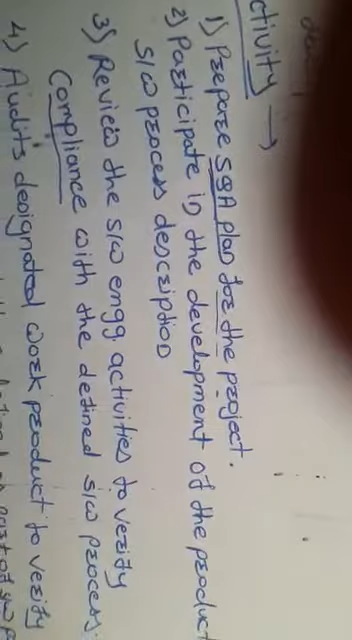 ctivity →
1) Prepare SQA plan for the project.
2) Participate in the development of the product
s/w process description
3) Review the s/w engg. activities to verify
compliance with the defined s/w process.
4) Audits designated work product to verify